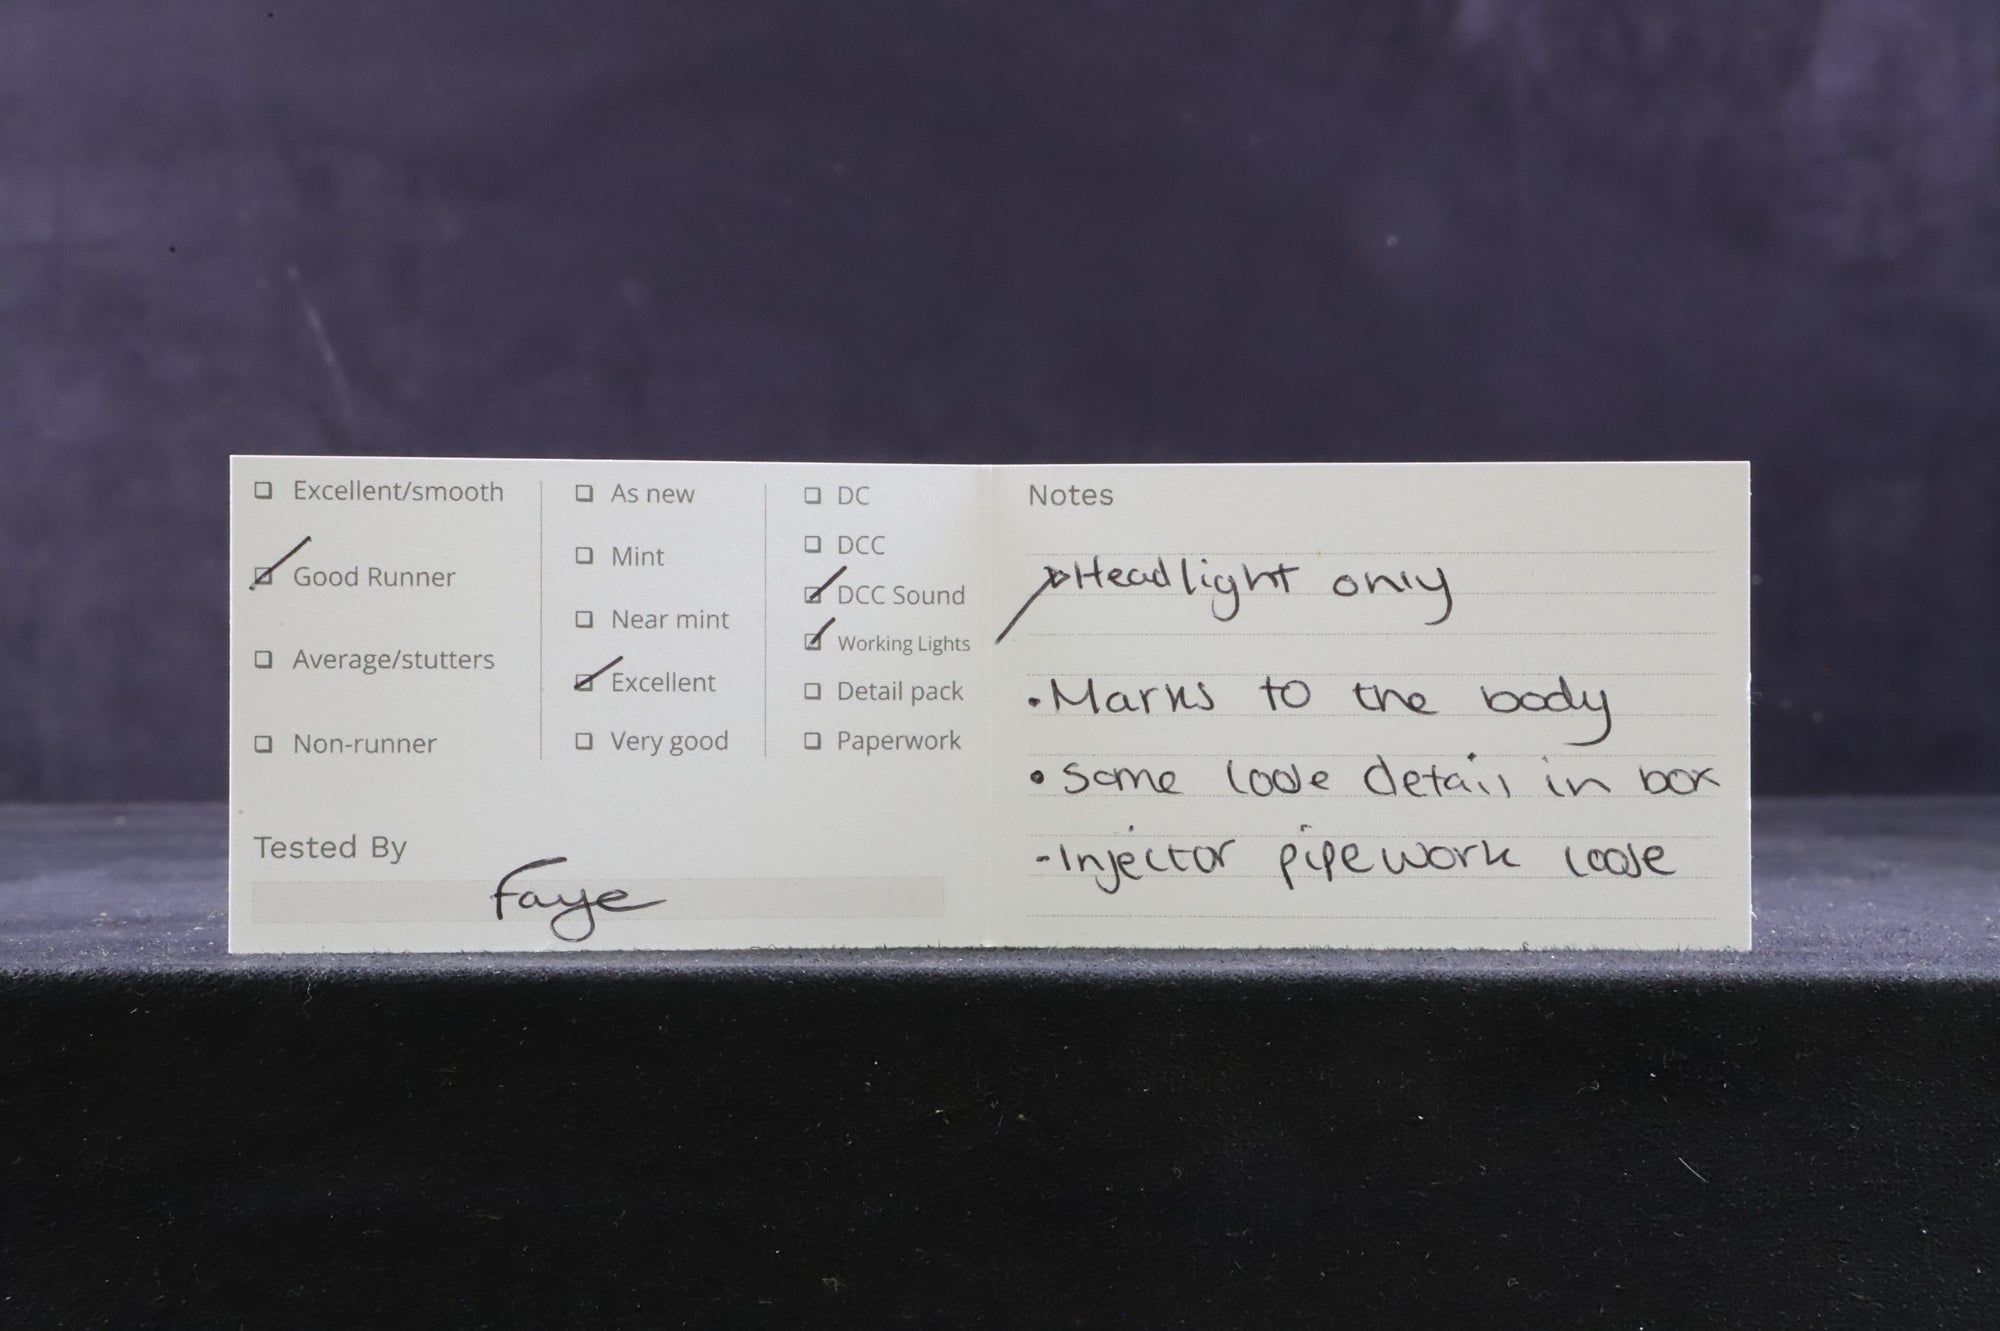 ☐ Excellent/smooth
☑ Good Runner
☐ Average/stutters
☐ Non-runner
☐ As new
☐ Mint
☐ Near mint
☑ Excellent
☐ Very good
☐ DC
☐ DCC
☑ DCC Sound
☑ Working Lights
☐ Detail pack
☐ Paperwork
Tested By
Faye
Notes
Headlight only
• Marks to the body
• Some loose detail in box
- Injector pipework loose